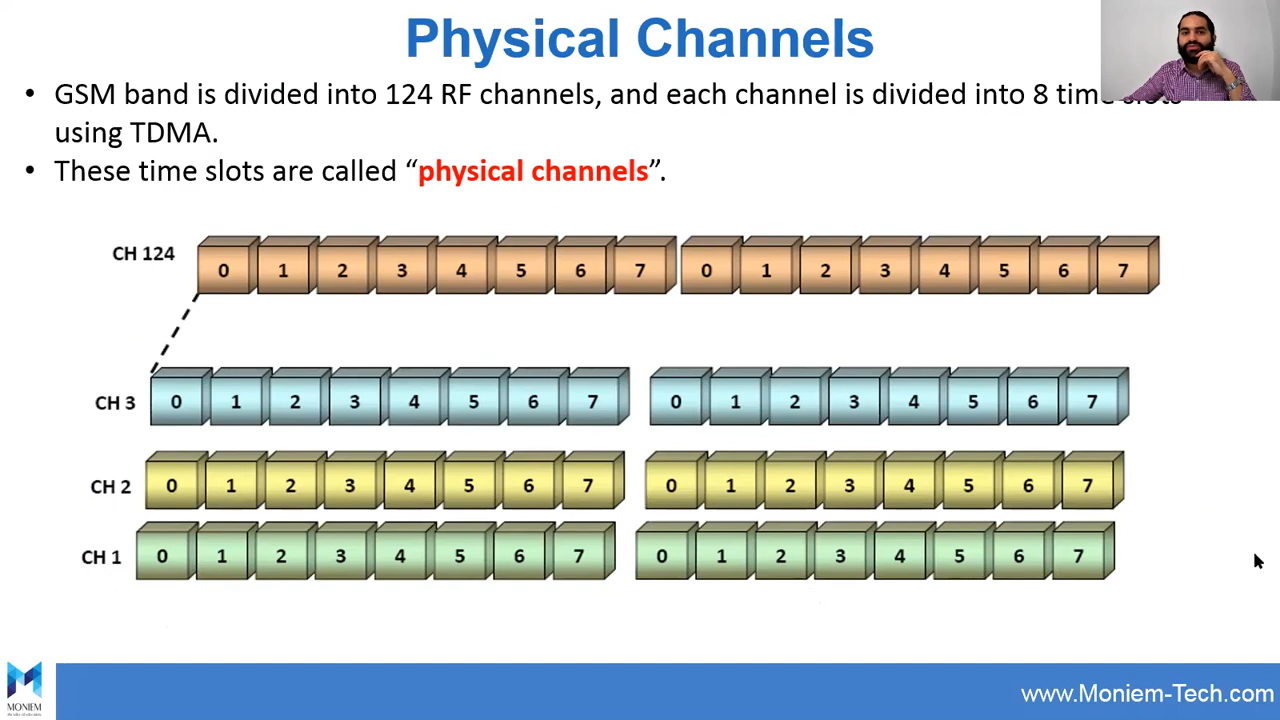 Physical Channels
• GSM band is divided into 124 RF channels, and each channel is divided into 8 time slots
using TDMA.
• These time slots are called “physical channels”.
CH 124 0 1 2 3 4 5 6 7 0 1 2 3 4 5 6 7
CH 3 0 1 2 3 4 5 6 7 0 1 2 3 4 5 6 7
CH 2 0 1 2 3 4 5 6 7 0 1 2 3 4 5 6 7
CH 1 0 1 2 3 4 5 6 7 0 1 2 3 4 5 6 7
MONIEM
www.Moniem-Tech.com